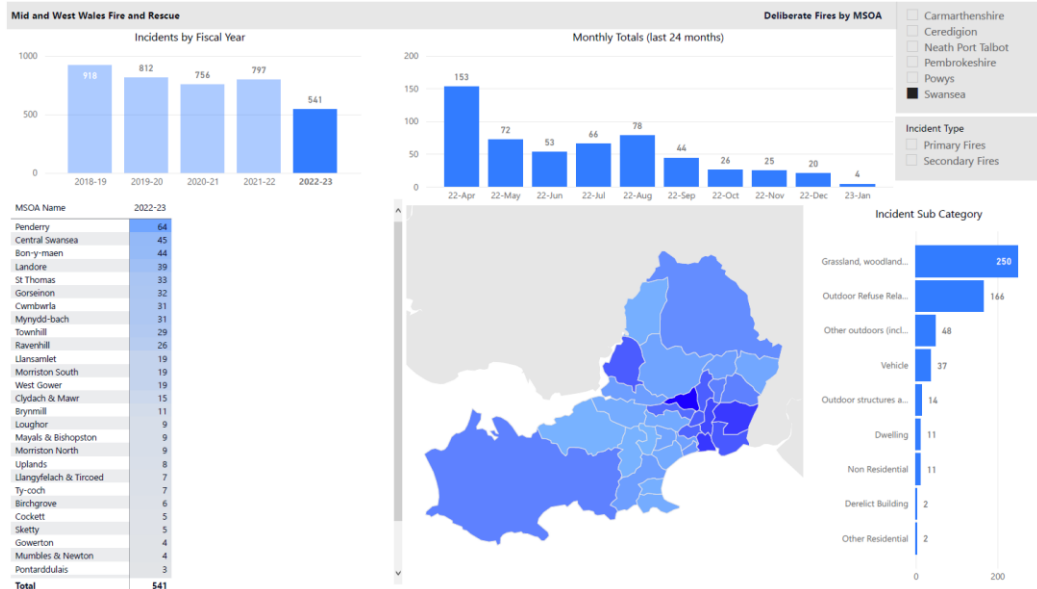 Mid and West Wales Fire and Rescue
Deliberate Fires by MSOA
Incidents by Fiscal Year
1000
500
0
918
812
756
797
541
2018-19
2019-20
2020-21
2021-22
2022-23
Monthly Totals (last 24 months)
200
150
100
50
0
153
72
53
66
78
44
26
25
20
4
22-Apr
22-May
22-Jun
22-Jul
22-Aug
22-Sep
22-Oct
22-Nov
22-Dec
23-Jan
Carmarthenshire
Ceredigion
Neath Port Talbot
Pembrokeshire
Powys
Swansea
Incident Type
Primary Fires
Secondary Fires
MSOA Name 2022-23
Penderry 64
Central Swansea 45
Bon-y-maen 44
Landore 39
St Thomas 33
Gorseinon 32
Cwmbwrla 31
Mynydd-bach 31
Townhill 29
Ravenhill 26
Llansamlet 19
Morriston South 19
West Gower 19
Clydach & Mawr 15
Brynmill 11
Loughor 9
Mayals & Bishopston 9
Morriston North 9
Uplands 8
Llangyfelach & Tircoed 7
Ty-coch 7
Birchgrove 6
Cockett 5
Sketty 5
Gowerton 4
Mumbles & Newton 4
Pontarddulais 3
Total 541
Incident Sub Category
Grassland, woodland... 250
Outdoor Refuse Rela... 166
Other outdoors (incl... 48
Vehicle 37
Outdoor structures a... 14
Dwelling 11
Non Residential 11
Derelict Building 2
Other Residential 2
0
200